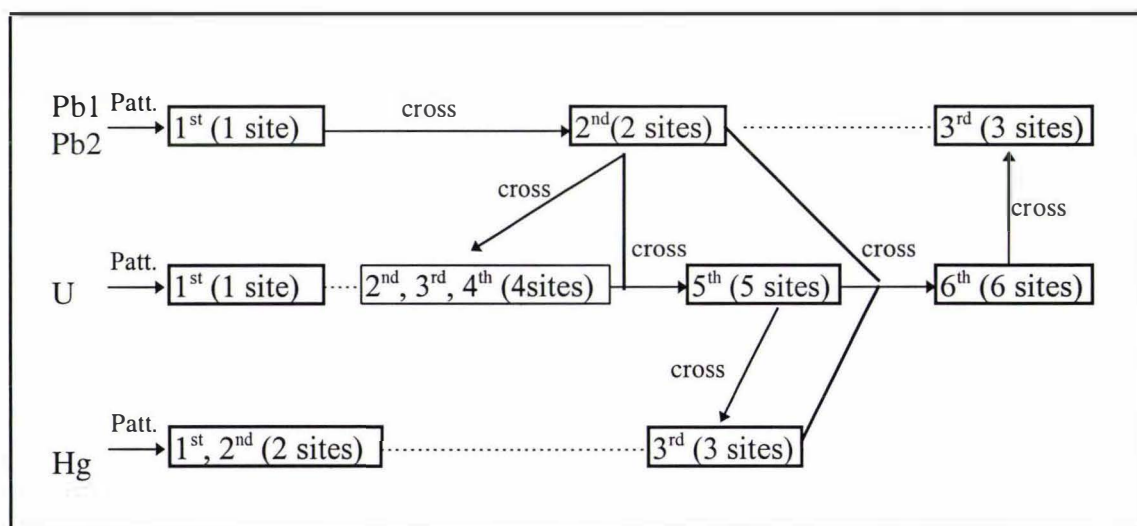 Pb1 Patt.
Pb2
1st (1 site)
cross
2nd (2 sites)
3rd (3 sites)
cross
cross
cross
cross
U Patt.
1st (1 site)
2nd, 3rd, 4th (4sites)
5th (5 sites)
6th (6 sites)
cross
Hg Patt.
1st, 2nd (2 sites)
3rd (3 sites)